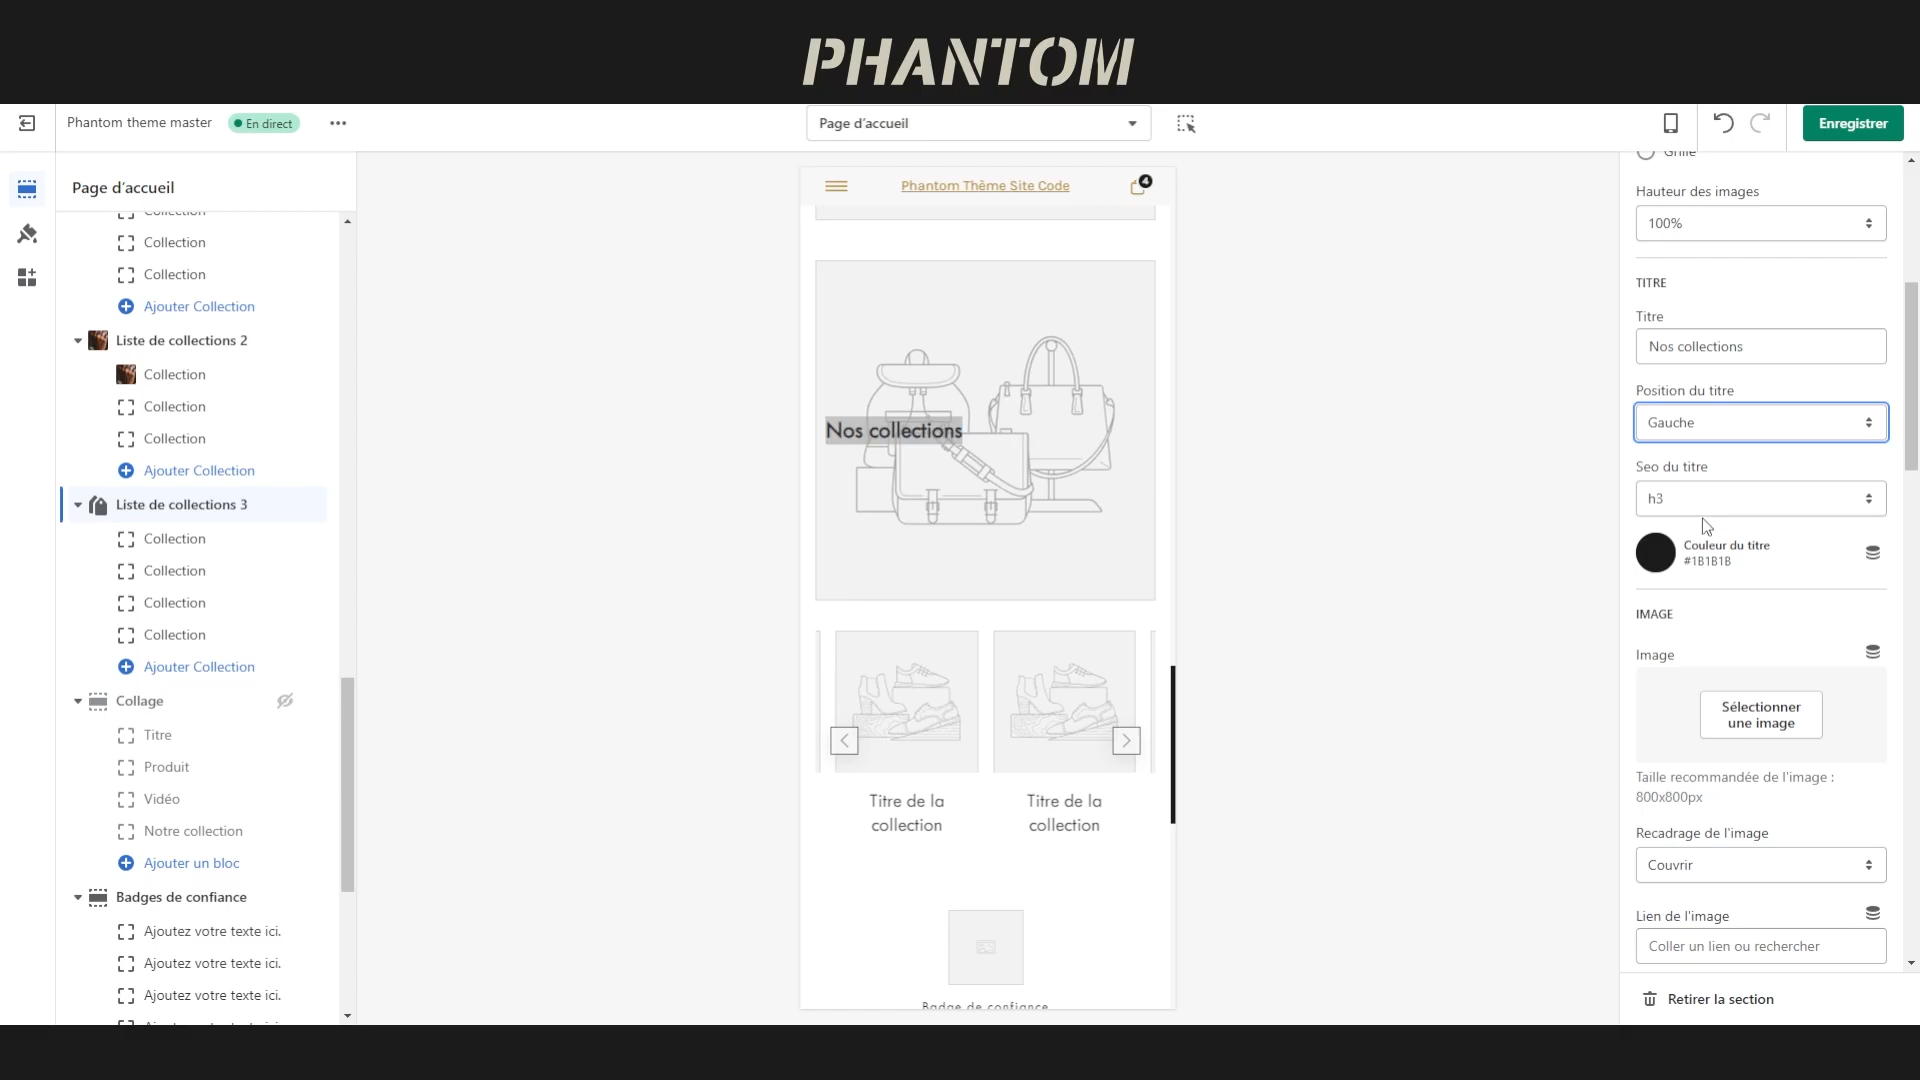 PHANTOM
Phantom theme master
En direct
Page d'accueil
Enregistrer
Page d'accueil
Collection
Collection
Collection
Ajouter Collection
Liste de collections 2
Collection
Collection
Collection
Ajouter Collection
Liste de collections 3
Collection
Collection
Collection
Collection
Ajouter Collection
Collage
Titre
Produit
Vidéo
Notre collection
Ajouter un bloc
Badges de confiance
Ajoutez votre texte ici.
Ajoutez votre texte ici.
Ajoutez votre texte ici.
Phantom Thème Site Code
4
Nos collections
Titre de la
collection
Titre de la
collection
Badge de confiance
Grille
Hauteur des images
100%
TITRE
Titre
Nos collections
Position du titre
Gauche
Seo du titre
h3
Couleur du titre
#1B1B1B
IMAGE
Image
Sélectionner
une image
Taille recommandée de l'image :
800x800px
Recadrage de l'image
Couvrir
Lien de l'image
Coller un lien ou rechercher
Retirer la section